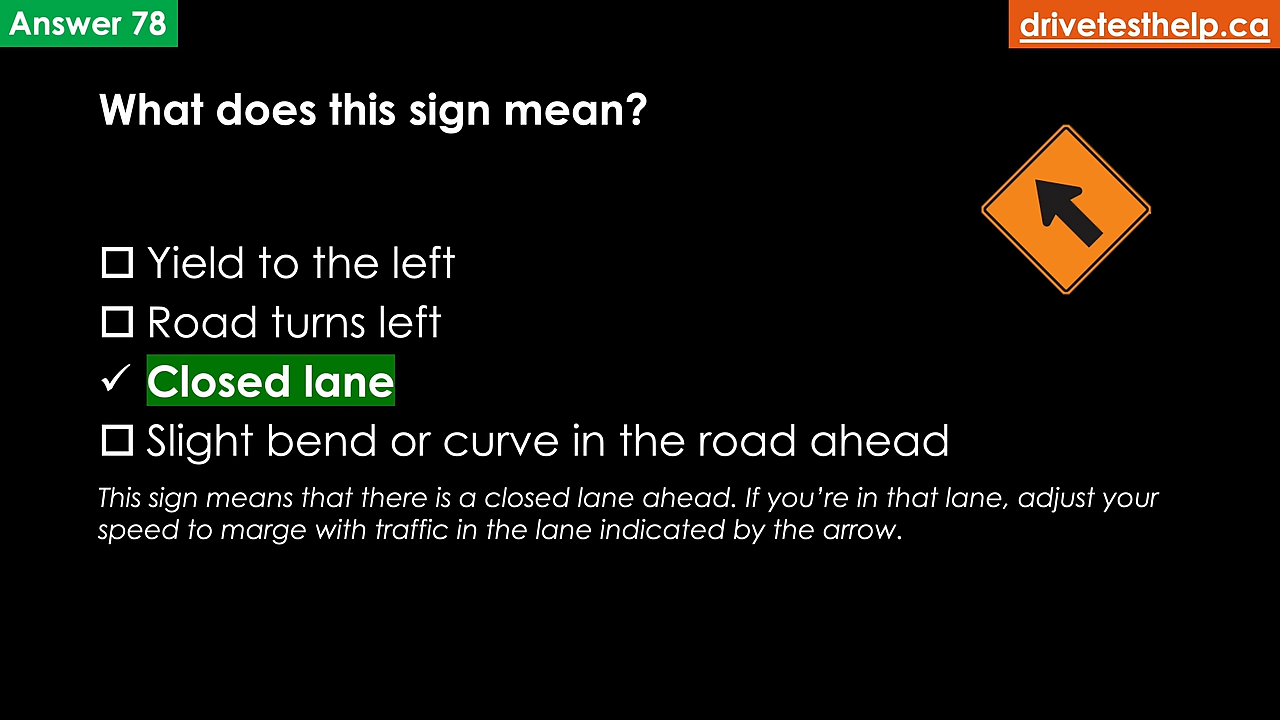 Answer 78
drivetesthelp.ca
What does this sign mean?
☐ Yield to the left
☐ Road turns left
✓ Closed lane
☐ Slight bend or curve in the road ahead
This sign means that there is a closed lane ahead. If you’re in that lane, adjust your
speed to marge with traffic in the lane indicated by the arrow.